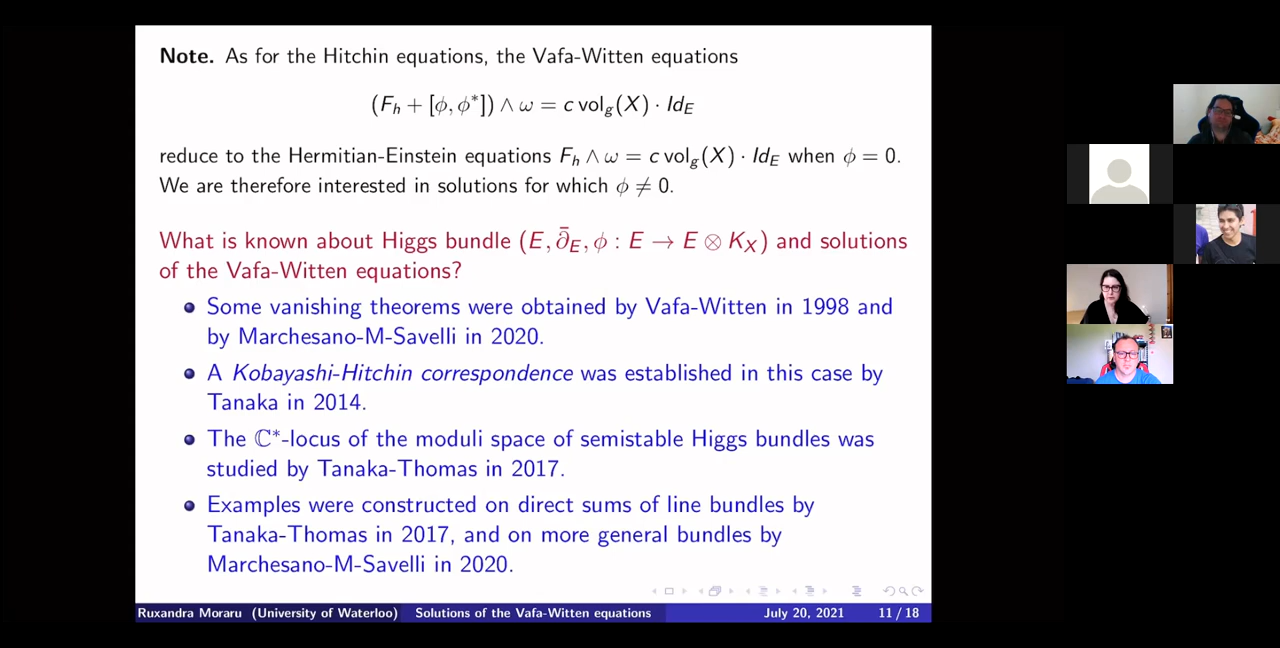 Note. As for the Hitchin equations, the Vafa-Witten equations
(F_h + [ϕ, ϕ*]) ∧ ω = c vol_g(X) · Id_E
reduce to the Hermitian-Einstein equations F_h ∧ ω = c vol_g(X) · Id_E when ϕ = 0.
We are therefore interested in solutions for which ϕ ≠ 0.
What is known about Higgs bundle (E, ∂̄_E, ϕ : E → E ⊗ K_X) and solutions
of the Vafa-Witten equations?
Some vanishing theorems were obtained by Vafa-Witten in 1998 and
by Marchesano-M-Savelli in 2020.
A Kobayashi-Hitchin correspondence was established in this case by
Tanaka in 2014.
The ℂ*-locus of the moduli space of semistable Higgs bundles was
studied by Tanaka-Thomas in 2017.
Examples were constructed on direct sums of line bundles by
Tanaka-Thomas in 2017, and on more general bundles by
Marchesano-M-Savelli in 2020.
Ruxandra Moraru (University of Waterloo) Solutions of the Vafa-Witten equations July 20, 2021 11 / 18